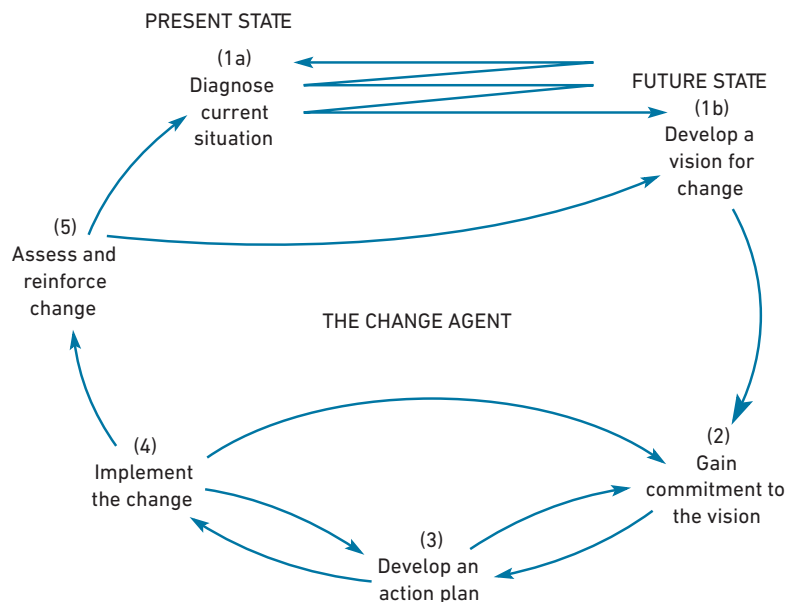 PRESENT STATE
(1a)
Diagnose
current
situation
FUTURE STATE
(1b)
Develop a
vision for
change
(5)
Assess and
reinforce
change
THE CHANGE AGENT
(2)
Gain
commitment to
the vision
(4)
Implement
the change
(3)
Develop an
action plan